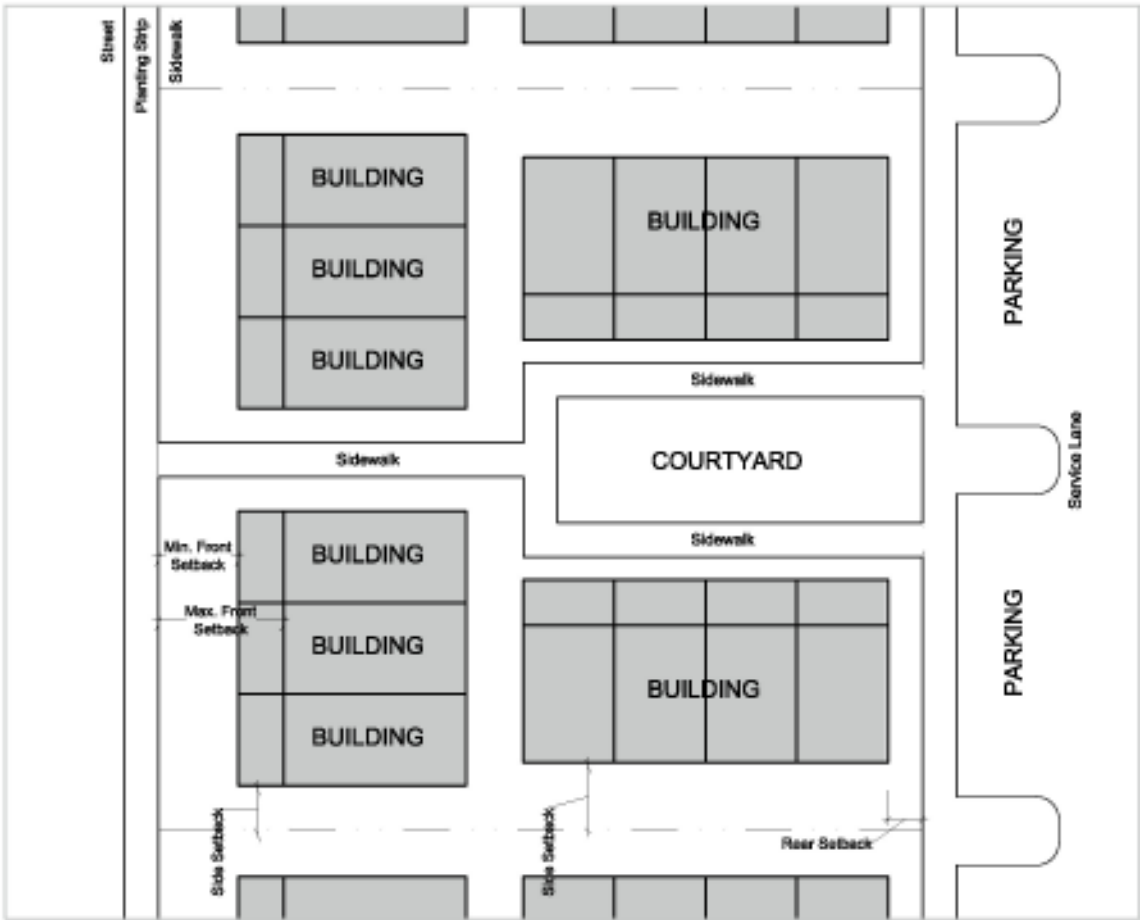 Street
Planting Strip
Sidewalk
BUILDING
BUILDING
BUILDING
BUILDING
PARKING
Sidewalk
Sidewalk
COURTYARD
Service Lane
Sidewalk
Min. Front
Setback
BUILDING
Max. Front
Setback
BUILDING
BUILDING
BUILDING
PARKING
Side Setback
Side Setback
Rear Setback